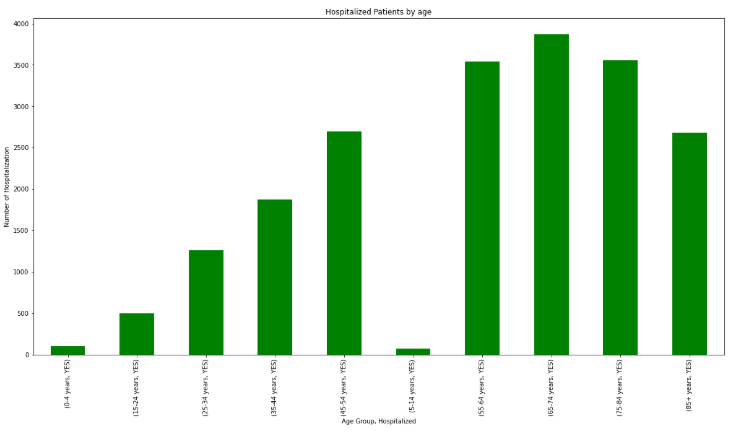 Hospitalized Patients by age
Number of Hospitalization
4000
3500
3000
2500
2000
1500
1000
500
0
(0-4 years, YES)
(15-24 years, YES)
(25-34 years, YES)
(35-44 years, YES)
(45-54 years, YES)
(5-14 years, YES)
(55-64 years, YES)
(65-74 years, YES)
(75-84 years, YES)
(85+ years, YES)
Age Group, Hospitalized